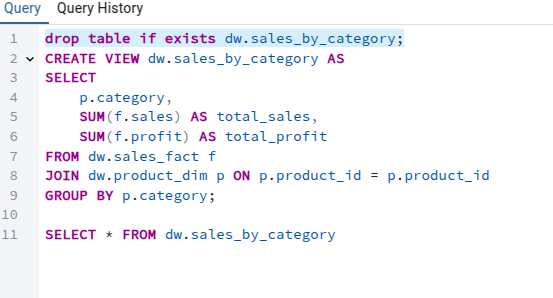 Query Query History
1 drop table if exists dw.sales_by_category;
2 CREATE VIEW dw.sales_by_category AS
3 SELECT
4 p.category,
5 SUM(f.sales) AS total_sales,
6 SUM(f.profit) AS total_profit
7 FROM dw.sales_fact f
8 JOIN dw.product_dim p ON p.product_id = p.product_id
9 GROUP BY p.category;
10
11 SELECT * FROM dw.sales_by_category